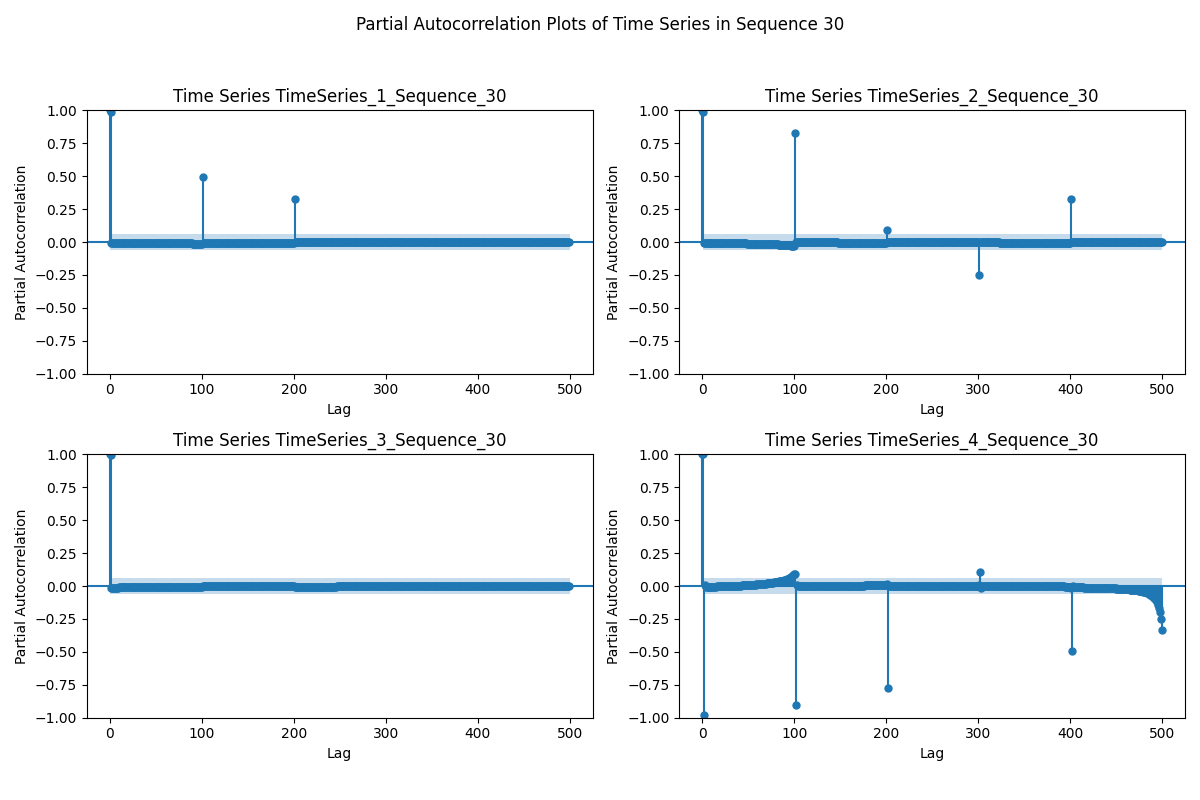 Partial Autocorrelation Plots of Time Series in Sequence 30
Time Series TimeSeries_1_Sequence_30
1.00
0.75
0.50
0.25
0.00
−0.25
−0.50
−0.75
−1.00
Partial Autocorrelation
0 100 200 300 400 500
Lag
Time Series TimeSeries_2_Sequence_30
1.00
0.75
0.50
0.25
0.00
−0.25
−0.50
−0.75
−1.00
Partial Autocorrelation
0 100 200 300 400 500
Lag
Time Series TimeSeries_3_Sequence_30
1.00
0.75
0.50
0.25
0.00
−0.25
−0.50
−0.75
−1.00
Partial Autocorrelation
0 100 200 300 400 500
Lag
Time Series TimeSeries_4_Sequence_30
1.00
0.75
0.50
0.25
0.00
−0.25
−0.50
−0.75
−1.00
Partial Autocorrelation
0 100 200 300 400 500
Lag